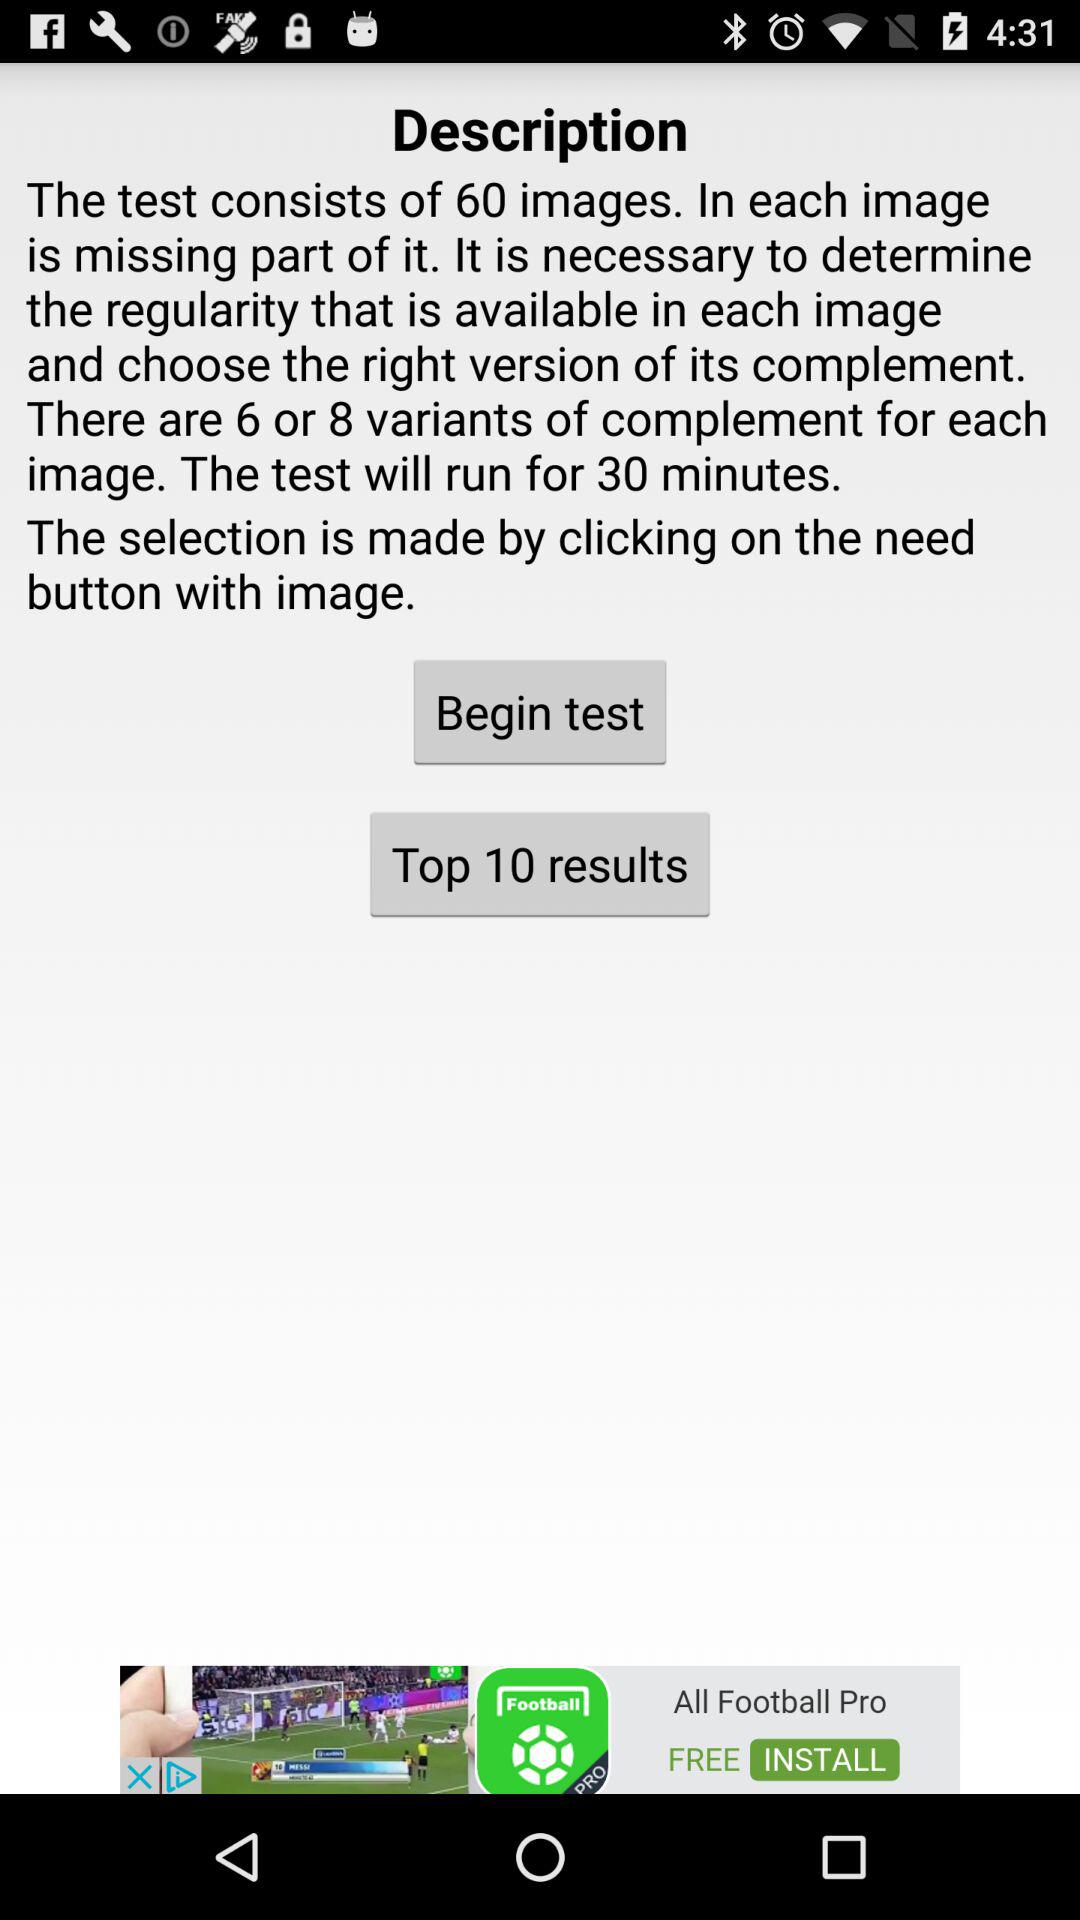 FAKE
4:31
Description
The test consists of 60 images. In each image
is missing part of it. It is necessary to determine
the regularity that is available in each image
and choose the right version of its complement.
There are 6 or 8 variants of complement for each
image. The test will run for 30 minutes.
The selection is made by clicking on the need
button with image.
Begin test
Top 10 results
10 MESSI
Football
PRO
All Football Pro
FREE INSTALL